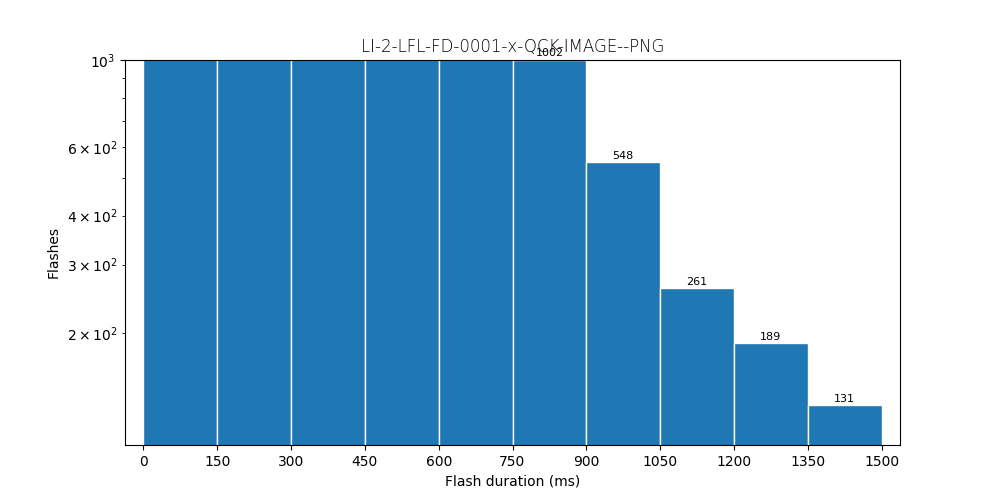 LI-2-LFL-FD-0001-x-QCK-IMAGE--PNG
1002
10³
6 × 10²
4 × 10²
3 × 10²
2 × 10²
Flashes
548
261
189
131
0 150 300 450 600 750 900 1050 1200 1350 1500
Flash duration (ms)